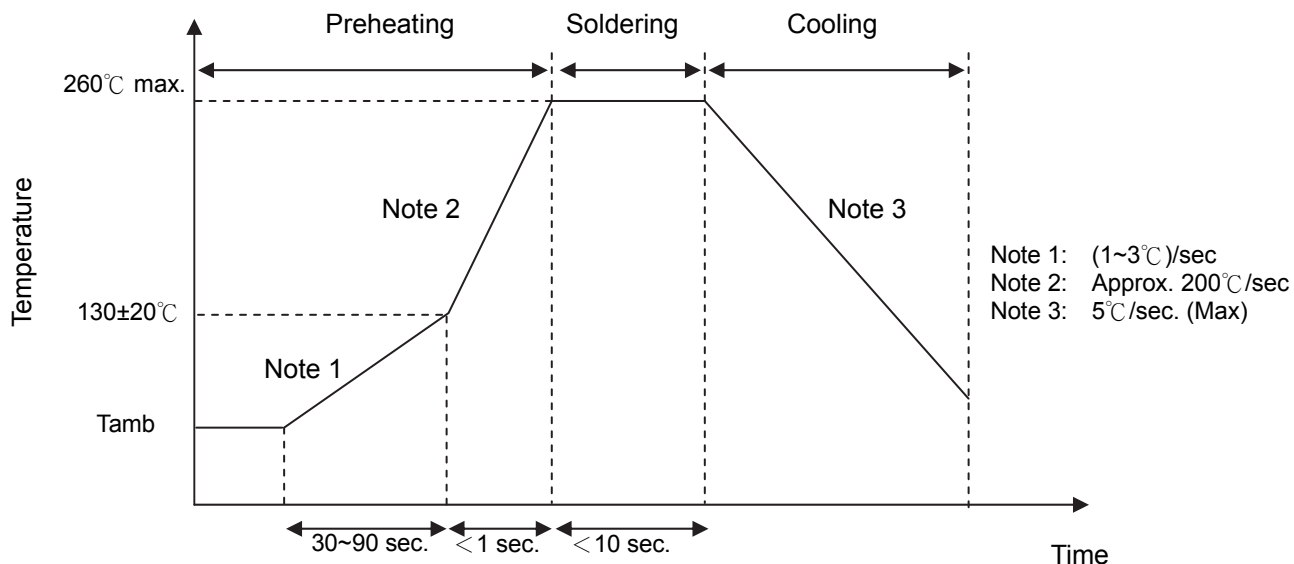 Preheating Soldering Cooling
260℃ max.
Temperature
Note 2 Note 3
Note 1: (1~3℃)/sec
Note 2: Approx. 200℃/sec
Note 3: 5℃/sec. (Max)
130±20℃
Note 1
Tamb
30~90 sec. ＜1 sec. ＜10 sec.
Time